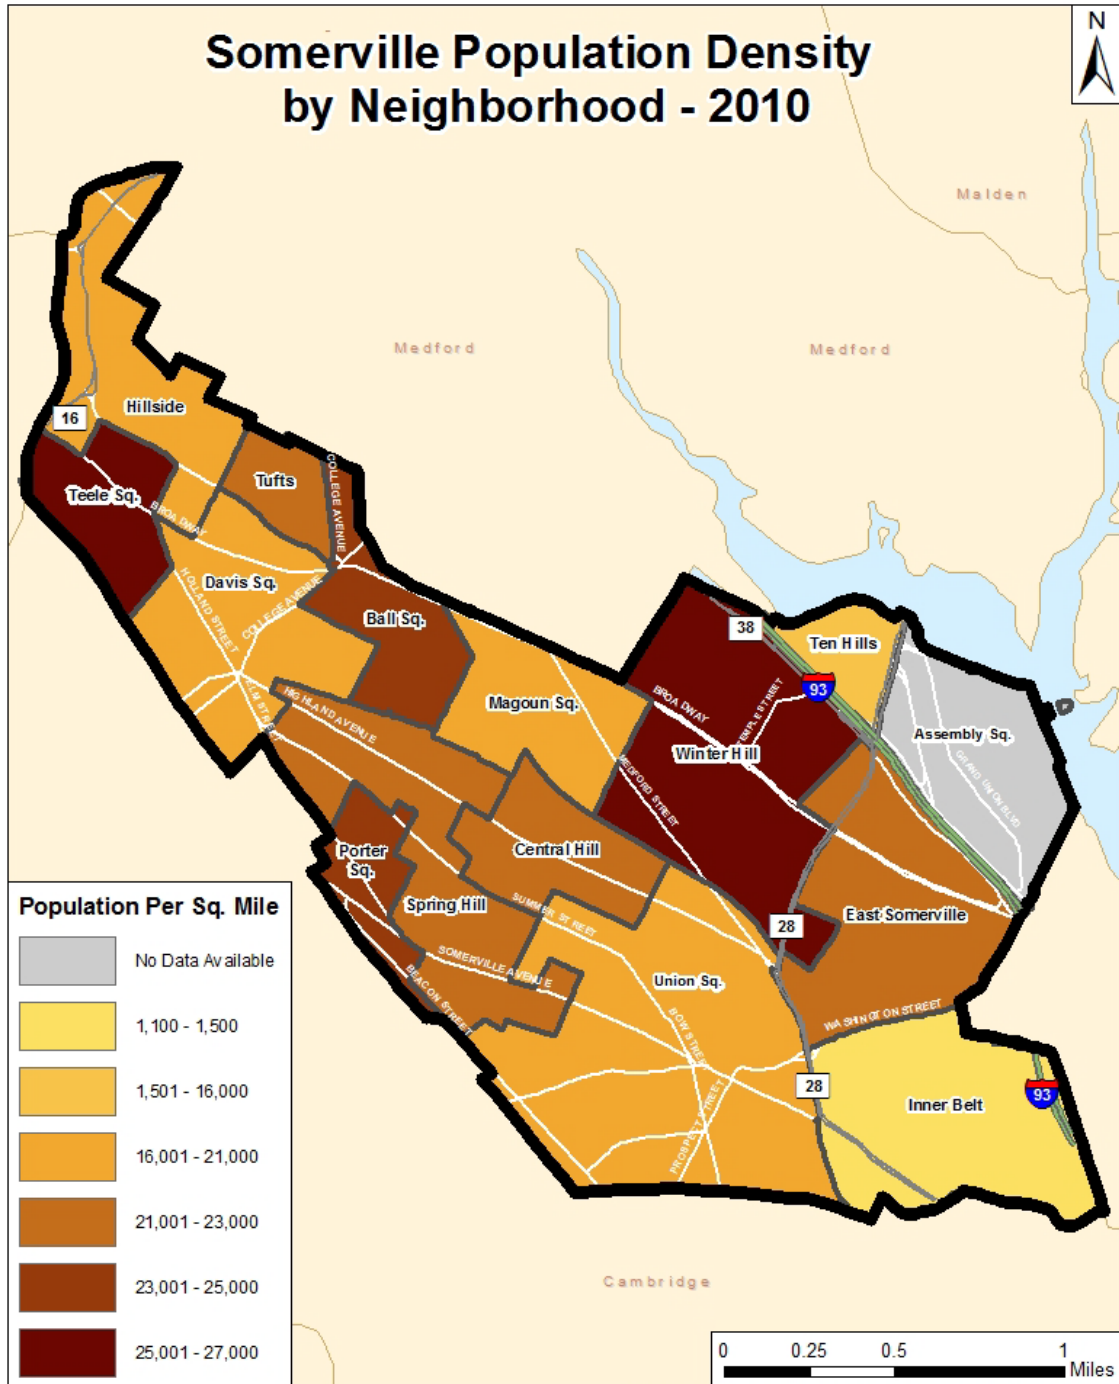 Somerville Population Density
by Neighborhood - 2010
N
Malden
Medford
Medford
Hillside
16
Teele Sq.
Tufts
COLLEGE AVENUE
BROADWAY
Davis Sq.
HOLLAND STREET
COLLEGE AVENUE
Ball Sq.
ELM STREET
HIGHLAND AVENUE
Magoun Sq.
38
Ten Hills
93
BROADWAY
TEMPLE STREET
Winter Hill
MEDFORD STREET
Assembly Sq.
GRAND UNION BLVD
Central Hill
Porter
Sq.
Spring Hill
SUMMER STREET
SOMERVILLE AVENUE
BEACON STREET
East Somerville
28
Union Sq.
BOW STREET
PROSPECT STREET
WASHINGTON STREET
28
Inner Belt
93
Cambridge
Population Per Sq. Mile
No Data Available
1,100 - 1,500
1,501 - 16,000
16,001 - 21,000
21,001 - 23,000
23,001 - 25,000
25,001 - 27,000
0 0.25 0.5 1
Miles